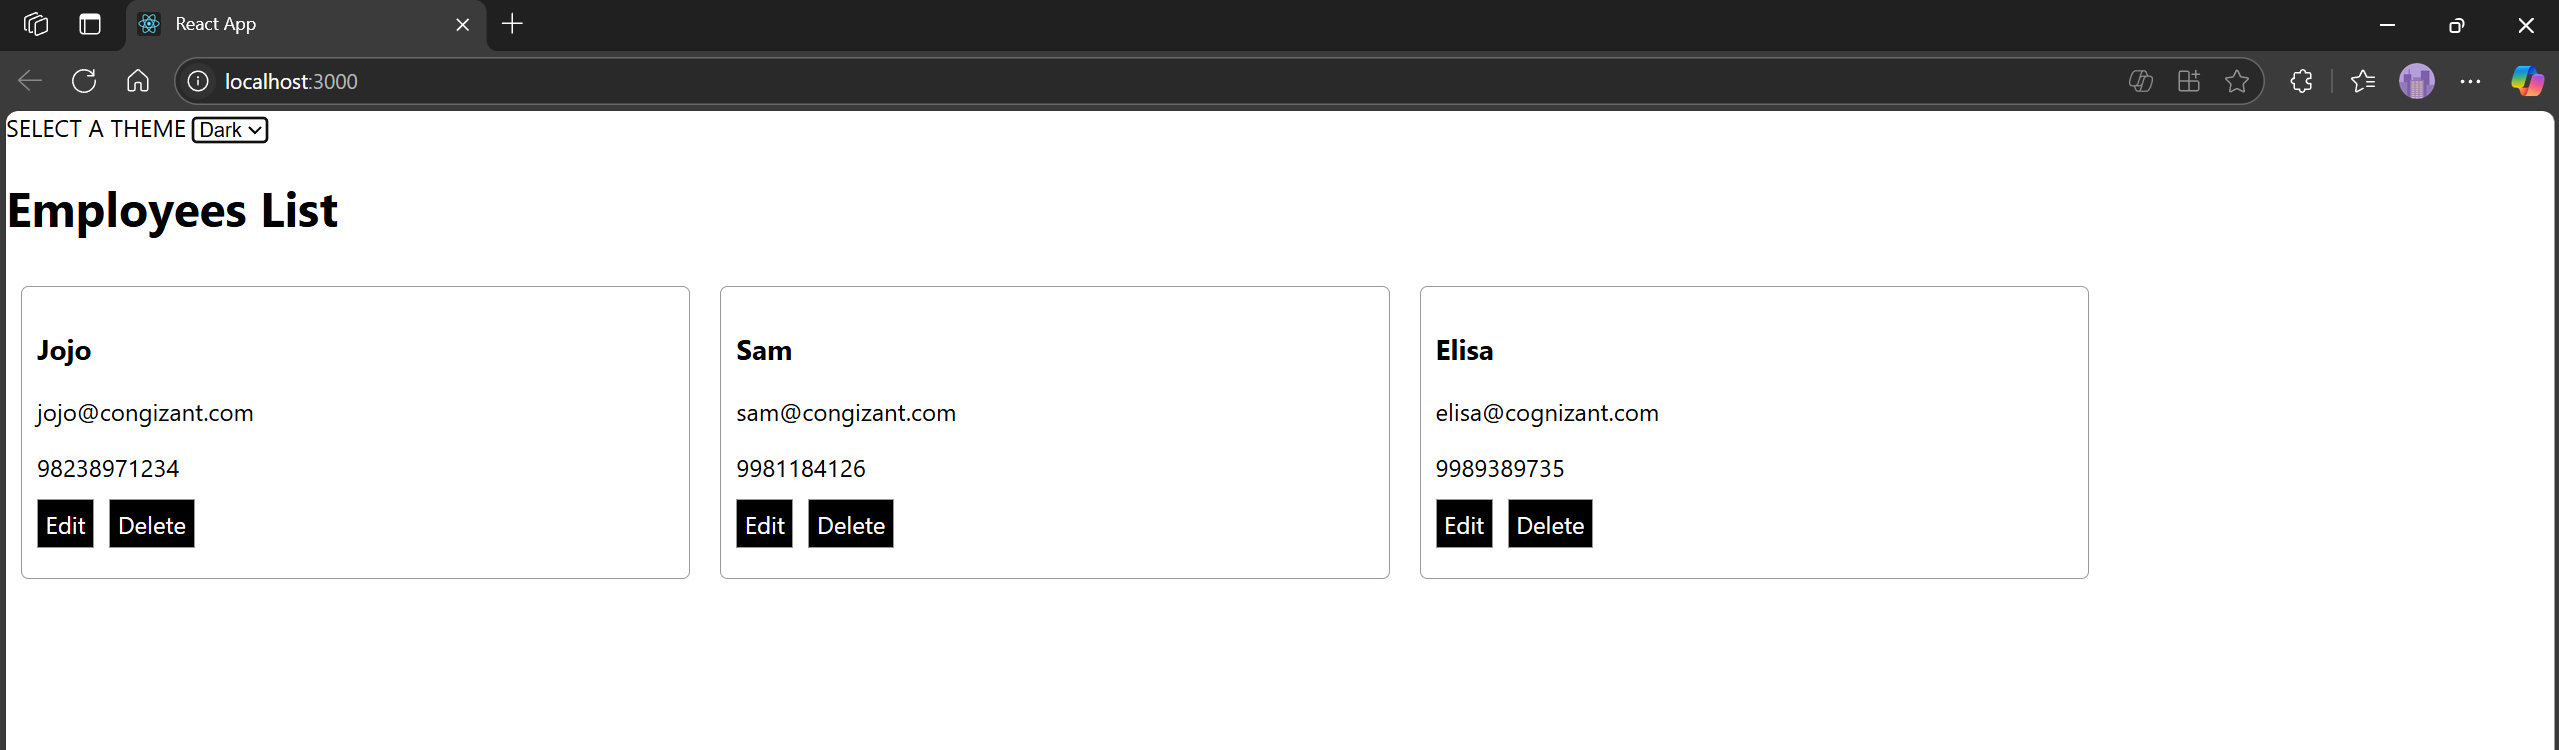 React App
localhost:3000
SELECT A THEME Dark
Employees List
Jojo
jojo@congizant.com
98238971234
Edit Delete
Sam
sam@congizant.com
9981184126
Edit Delete
Elisa
elisa@cognizant.com
9989389735
Edit Delete